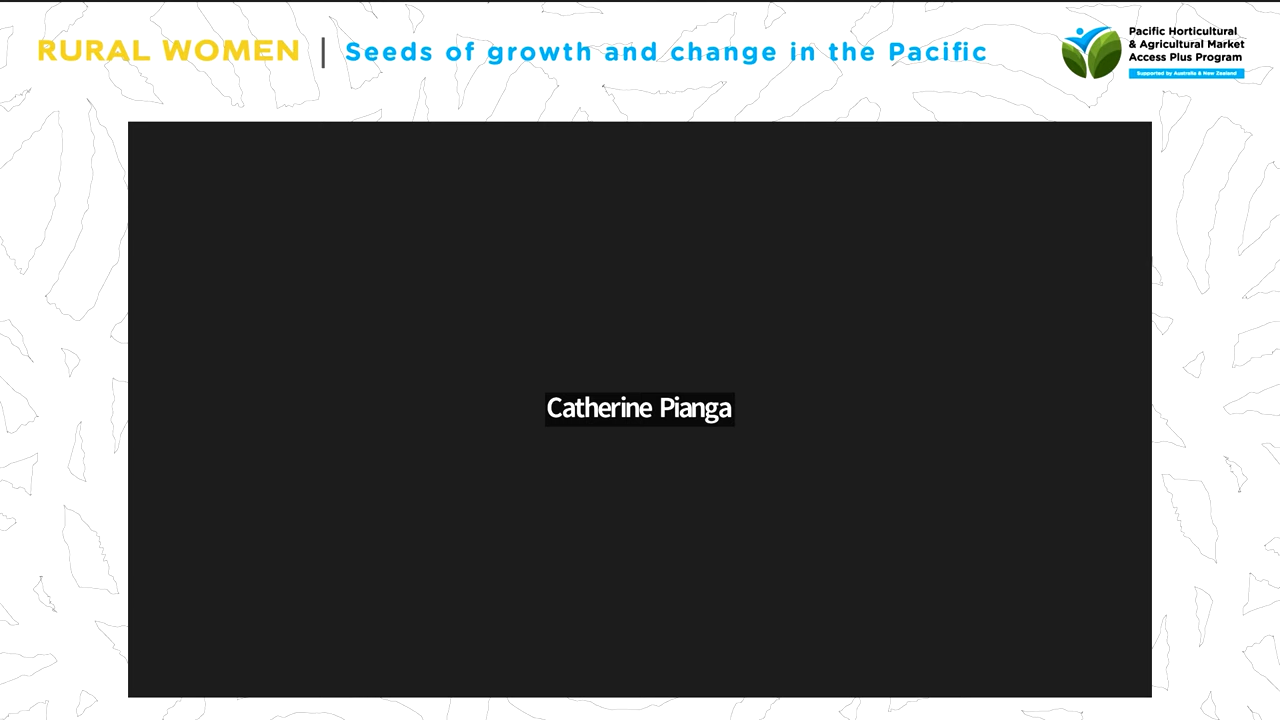 RURAL WOMEN | Seeds of growth and change in the Pacific
Pacific Horticultural
& Agricultural Market
Access Plus Program
Supported by Australia & New Zealand
Catherine Pianga